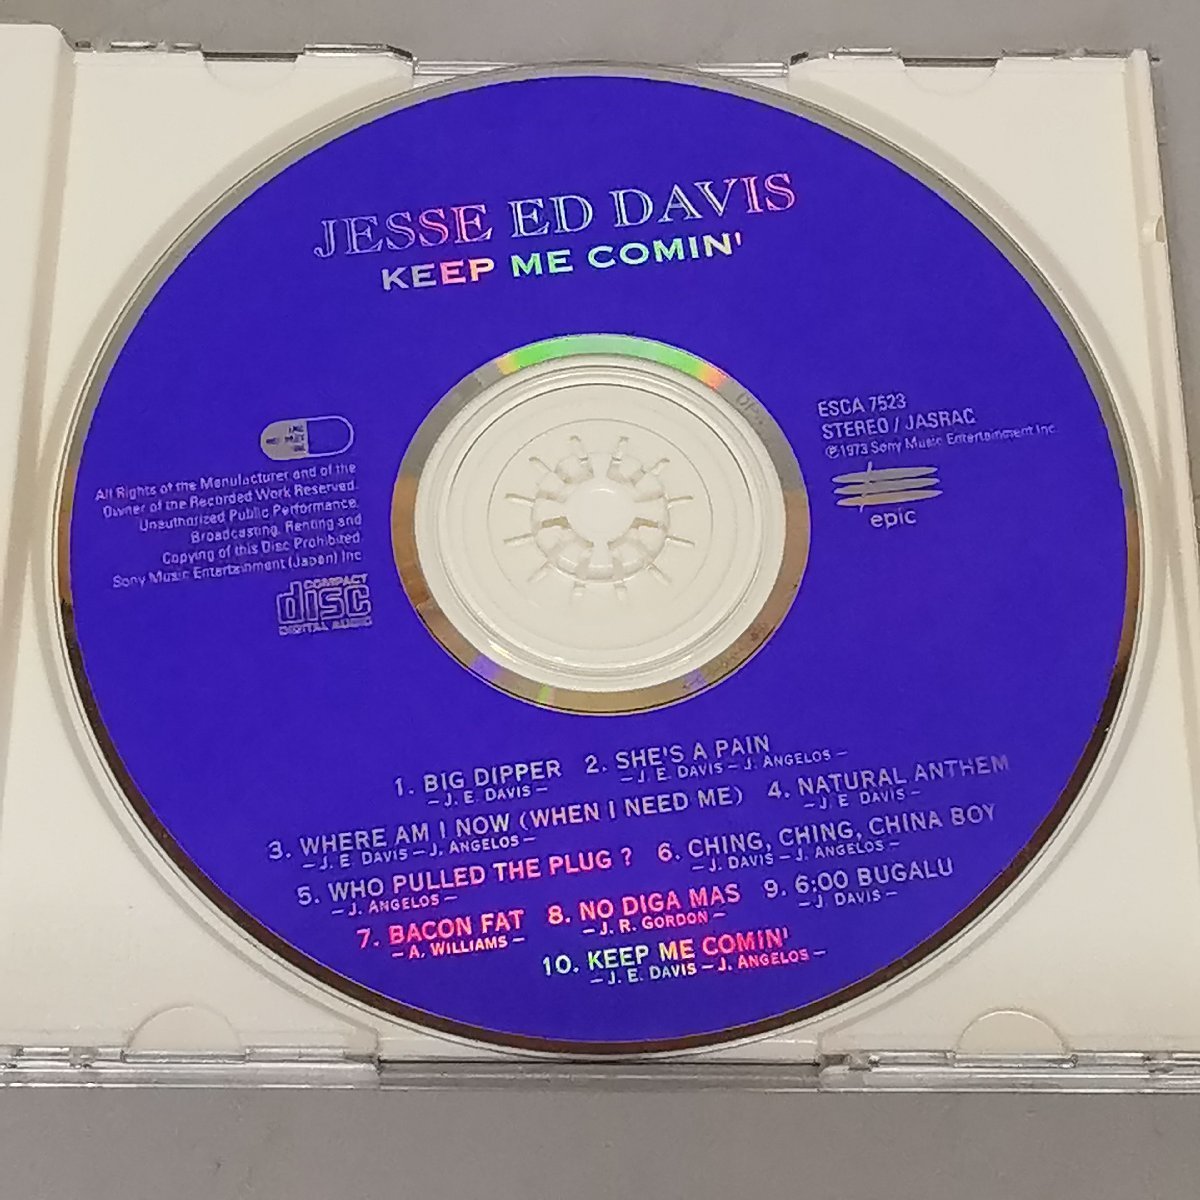 JESSE ED DAVIS
KEEP ME COMIN'
ESCA 7523
STEREO / JASRAC
℗1973 Sony Music Entertainment Inc.
epic
All Rights of the Manufacturer and of the
Owner of the Recorded Work Reserved.
Unauthorized Public Performance,
Broadcasting, Renting and
Copying of this Disc Prohibited.
Sony Music Entertainment (Japan) Inc.
COMPACT
disc
DIGITAL AUDIO
1. BIG DIPPER 2. SHE'S A PAIN
– J. E. DAVIS – – J. E. DAVIS – J. ANGELOS –
3. WHERE AM I NOW (WHEN I NEED ME) 4. NATURAL ANTHEM
– J. E. DAVIS – J. ANGELOS – – J. E. DAVIS –
5. WHO PULLED THE PLUG ? 6. CHING, CHING, CHINA BOY
– J. ANGELOS – – J. DAVIS – J. ANGELOS –
7. BACON FAT 8. NO DIGA MAS 9. 6:00 BUGALU
– A. WILLIAMS – – J. R. GORDON – – J. DAVIS –
10. KEEP ME COMIN'
– J. E. DAVIS – J. ANGELOS –